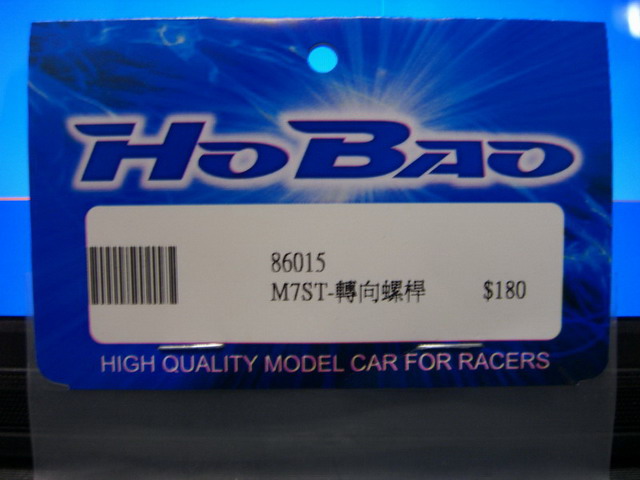 HoBao
86015
M7ST-轉向螺桿 $180
HIGH QUALITY MODEL CAR FOR RACERS